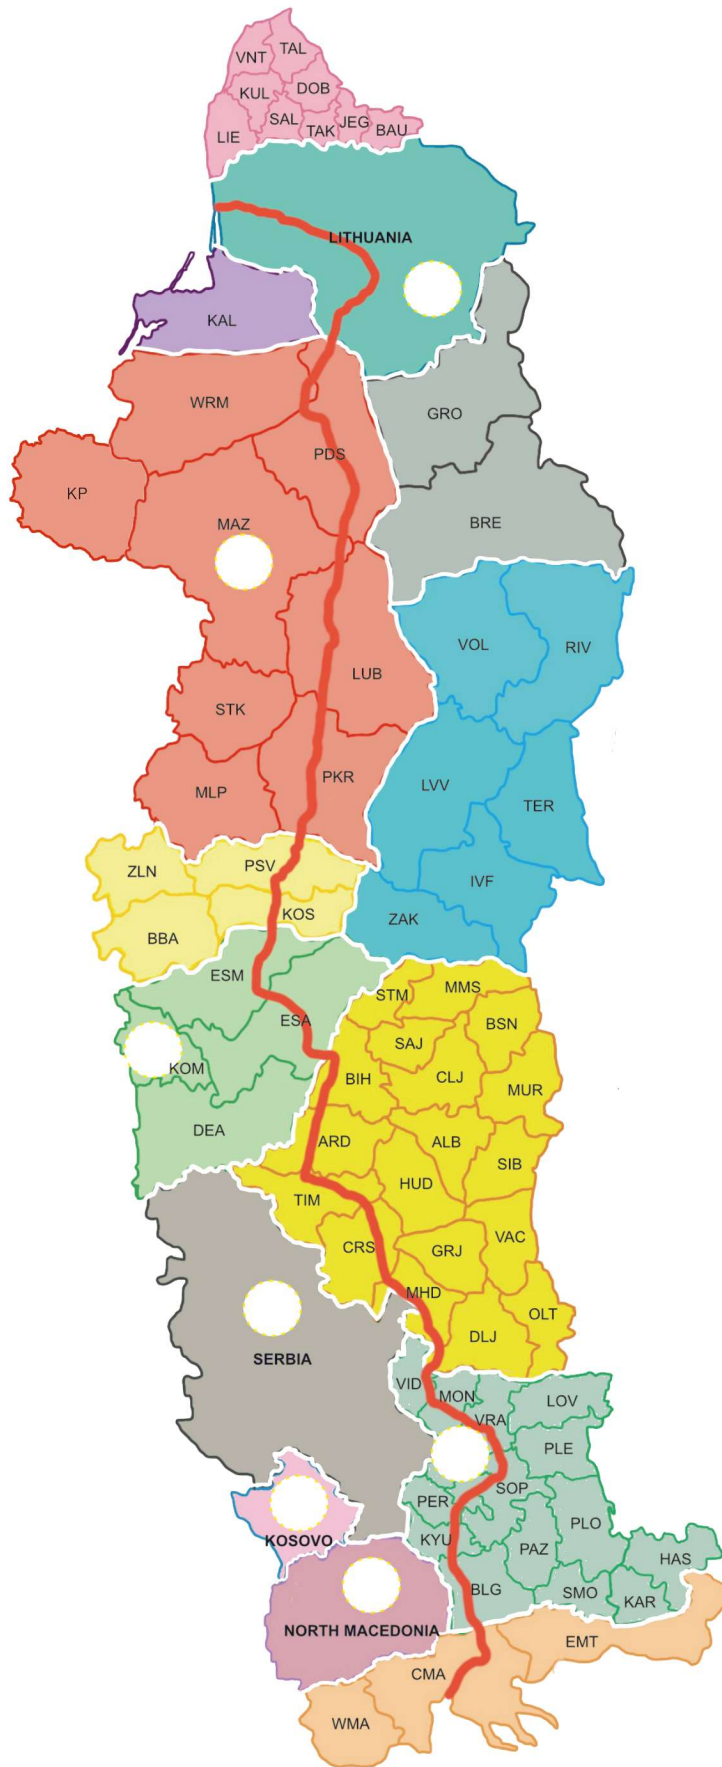 TAL
VNT
KUL
DOB
SAL
TAK
JEG
BAU
LIE
LITHUANIA
KAL
WRM
GRO
PDS
KP
MAZ
BRE
VOL
RIV
LUB
STK
PKR
MLP
LVV
TER
ZLN
PSV
IVF
KOS
ZAK
BBA
ESM
STM
MMS
ESA
BSN
SAJ
KOM
BIH
CLJ
MUR
DEA
ARD
ALB
SIB
HUD
TIM
VAC
CRS
GRJ
MHD
OLT
DLJ
SERBIA
VID
MON
LOV
VRA
PLE
SOP
PER
PLO
KYU
KOSOVO
PAZ
HAS
BLG
SMO
KAR
NORTH MACEDONIA
EMT
CMA
WMA